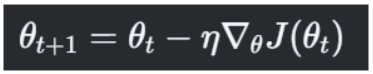 θ_{t+1} = θ_t − η∇_θ J(θ_t)